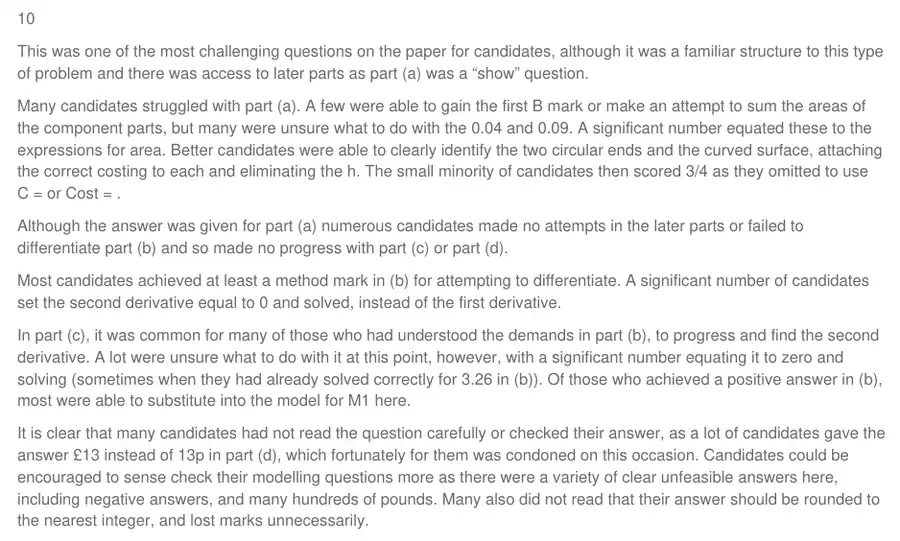 10
This was one of the most challenging questions on the paper for candidates, although it was a familiar structure to this type
of problem and there was access to later parts as part (a) was a “show” question.
Many candidates struggled with part (a). A few were able to gain the first B mark or make an attempt to sum the areas of
the component parts, but many were unsure what to do with the 0.04 and 0.09. A significant number equated these to the
expressions for area. Better candidates were able to clearly identify the two circular ends and the curved surface, attaching
the correct costing to each and eliminating the h. The small minority of candidates then scored 3/4 as they omitted to use
C = or Cost = .
Although the answer was given for part (a) numerous candidates made no attempts in the later parts or failed to
differentiate part (b) and so made no progress with part (c) or part (d).
Most candidates achieved at least a method mark in (b) for attempting to differentiate. A significant number of candidates
set the second derivative equal to 0 and solved, instead of the first derivative.
In part (c), it was common for many of those who had understood the demands in part (b), to progress and find the second
derivative. A lot were unsure what to do with it at this point, however, with a significant number equating it to zero and
solving (sometimes when they had already solved correctly for 3.26 in (b)). Of those who achieved a positive answer in (b),
most were able to substitute into the model for M1 here.
It is clear that many candidates had not read the question carefully or checked their answer, as a lot of candidates gave the
answer £13 instead of 13p in part (d), which fortunately for them was condoned on this occasion. Candidates could be
encouraged to sense check their modelling questions more as there were a variety of clear unfeasible answers here,
including negative answers, and many hundreds of pounds. Many also did not read that their answer should be rounded to
the nearest integer, and lost marks unnecessarily.